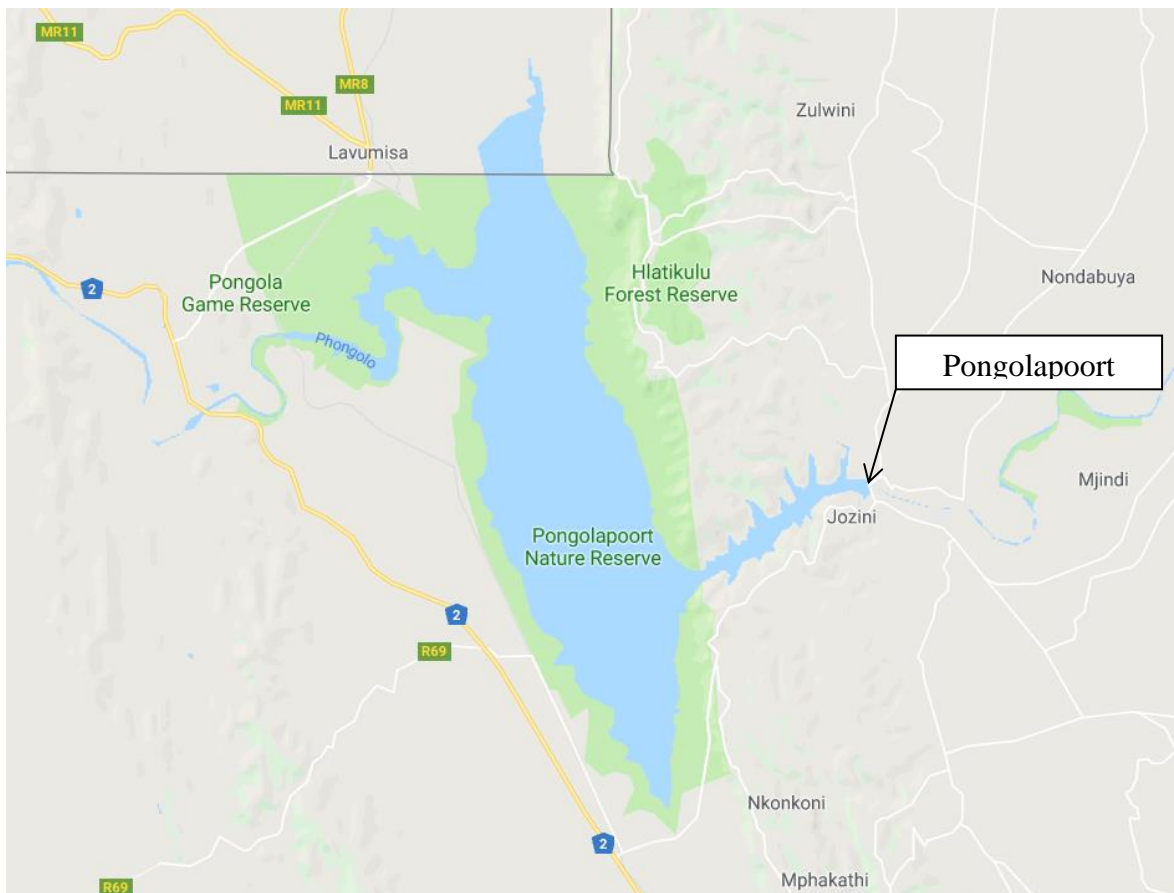 MR11
MR8
MR11
Zulwini
Lavumisa
Pongola
Game Reserve
Hlatikulu
Forest Reserve
Nondabuya
2
Phongolo
Pongolapoort
Mjindi
Jozini
Pongolapoort
Nature Reserve
2
R69
Nkonkoni
2
Mphakathi
R69